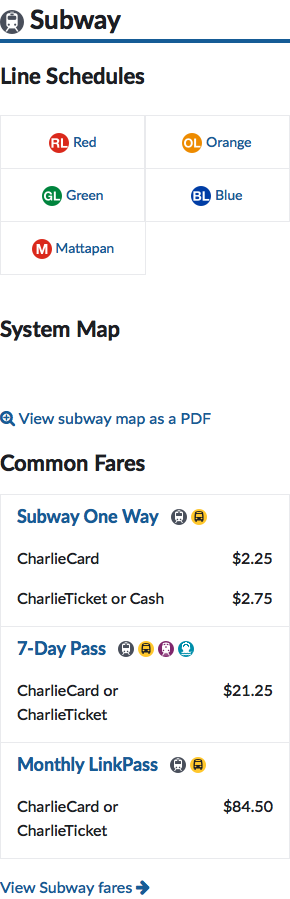 Subway
Line Schedules
RL Red
OL Orange
GL Green
BL Blue
M Mattapan
System Map
View subway map as a PDF
Common Fares
Subway One Way
CharlieCard $2.25
CharlieTicket or Cash $2.75
7-Day Pass
CharlieCard or $21.25
CharlieTicket
Monthly LinkPass
CharlieCard or $84.50
CharlieTicket
View Subway fares